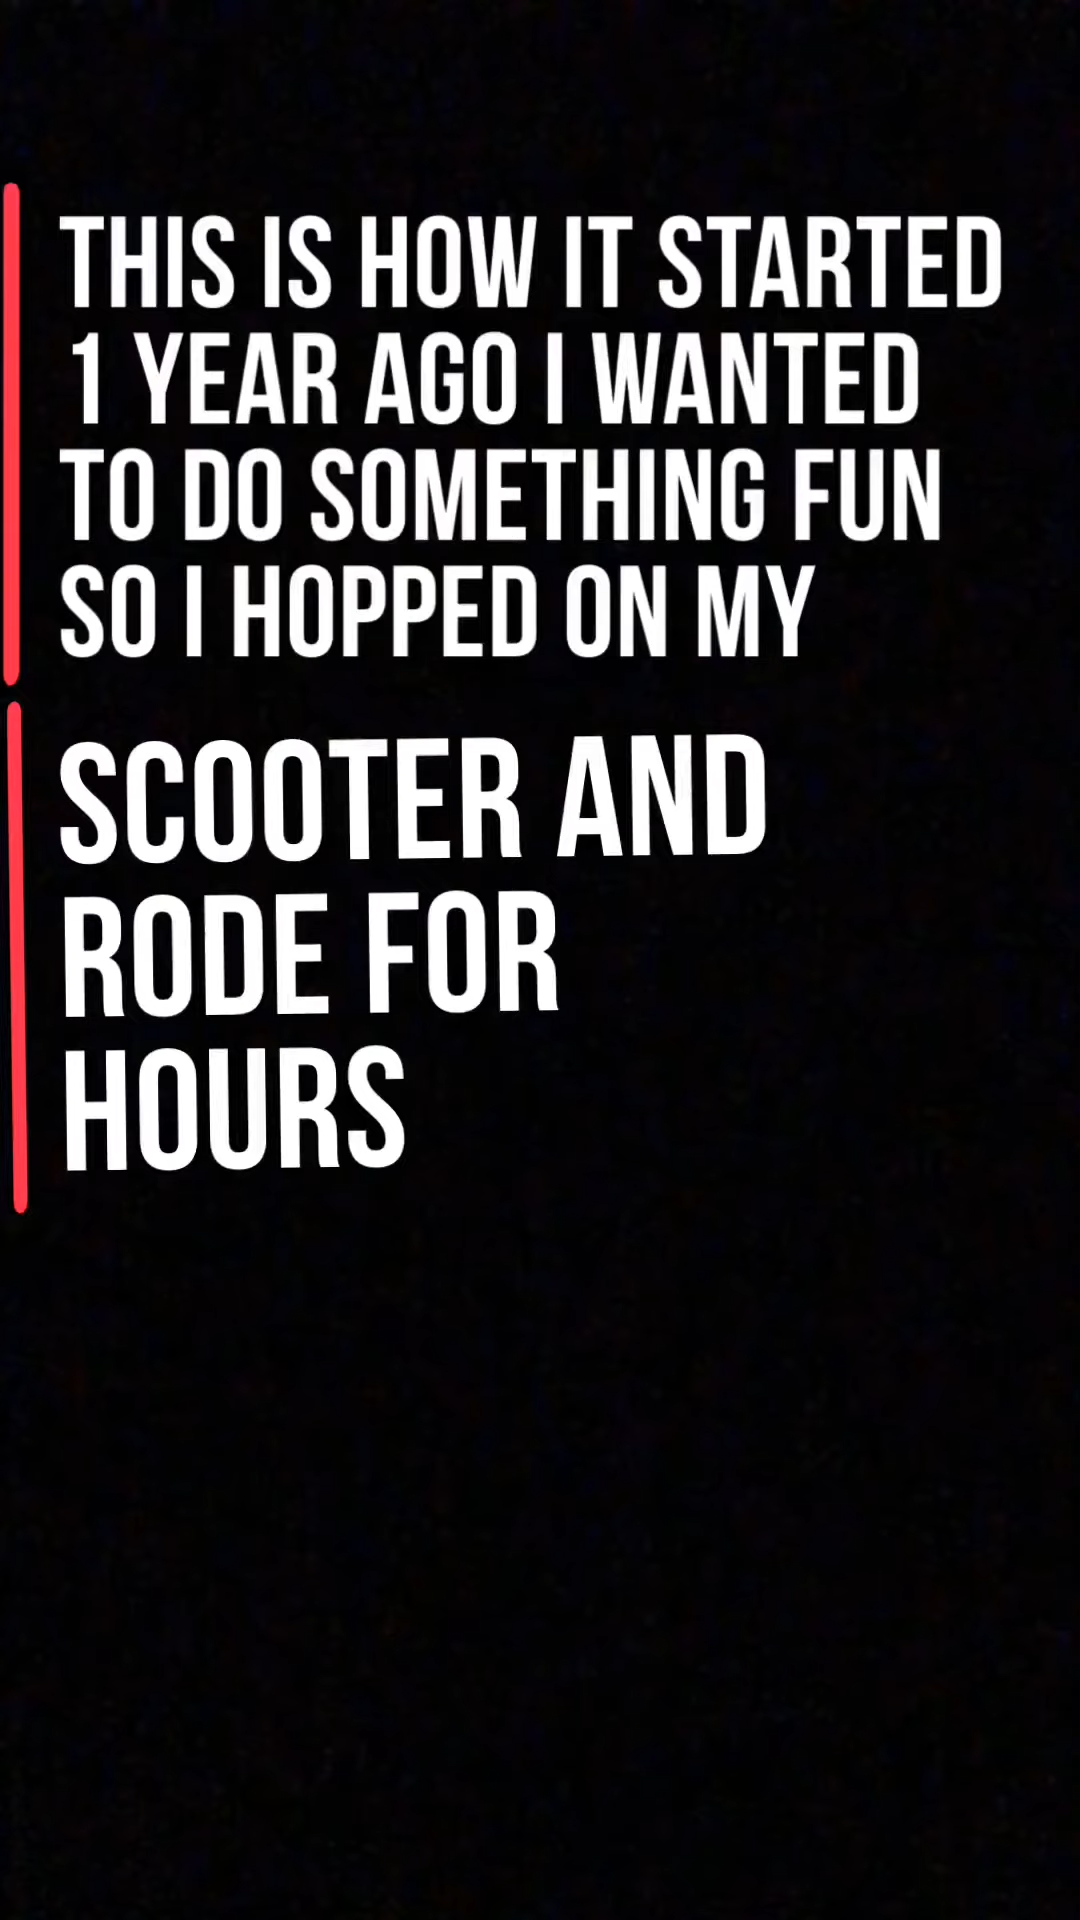 THIS IS HOW IT STARTED
1 YEAR AGO I WANTED
TO DO SOMETHING FUN
SO I HOPPED ON MY
SCOOTER AND
RODE FOR
HOURS